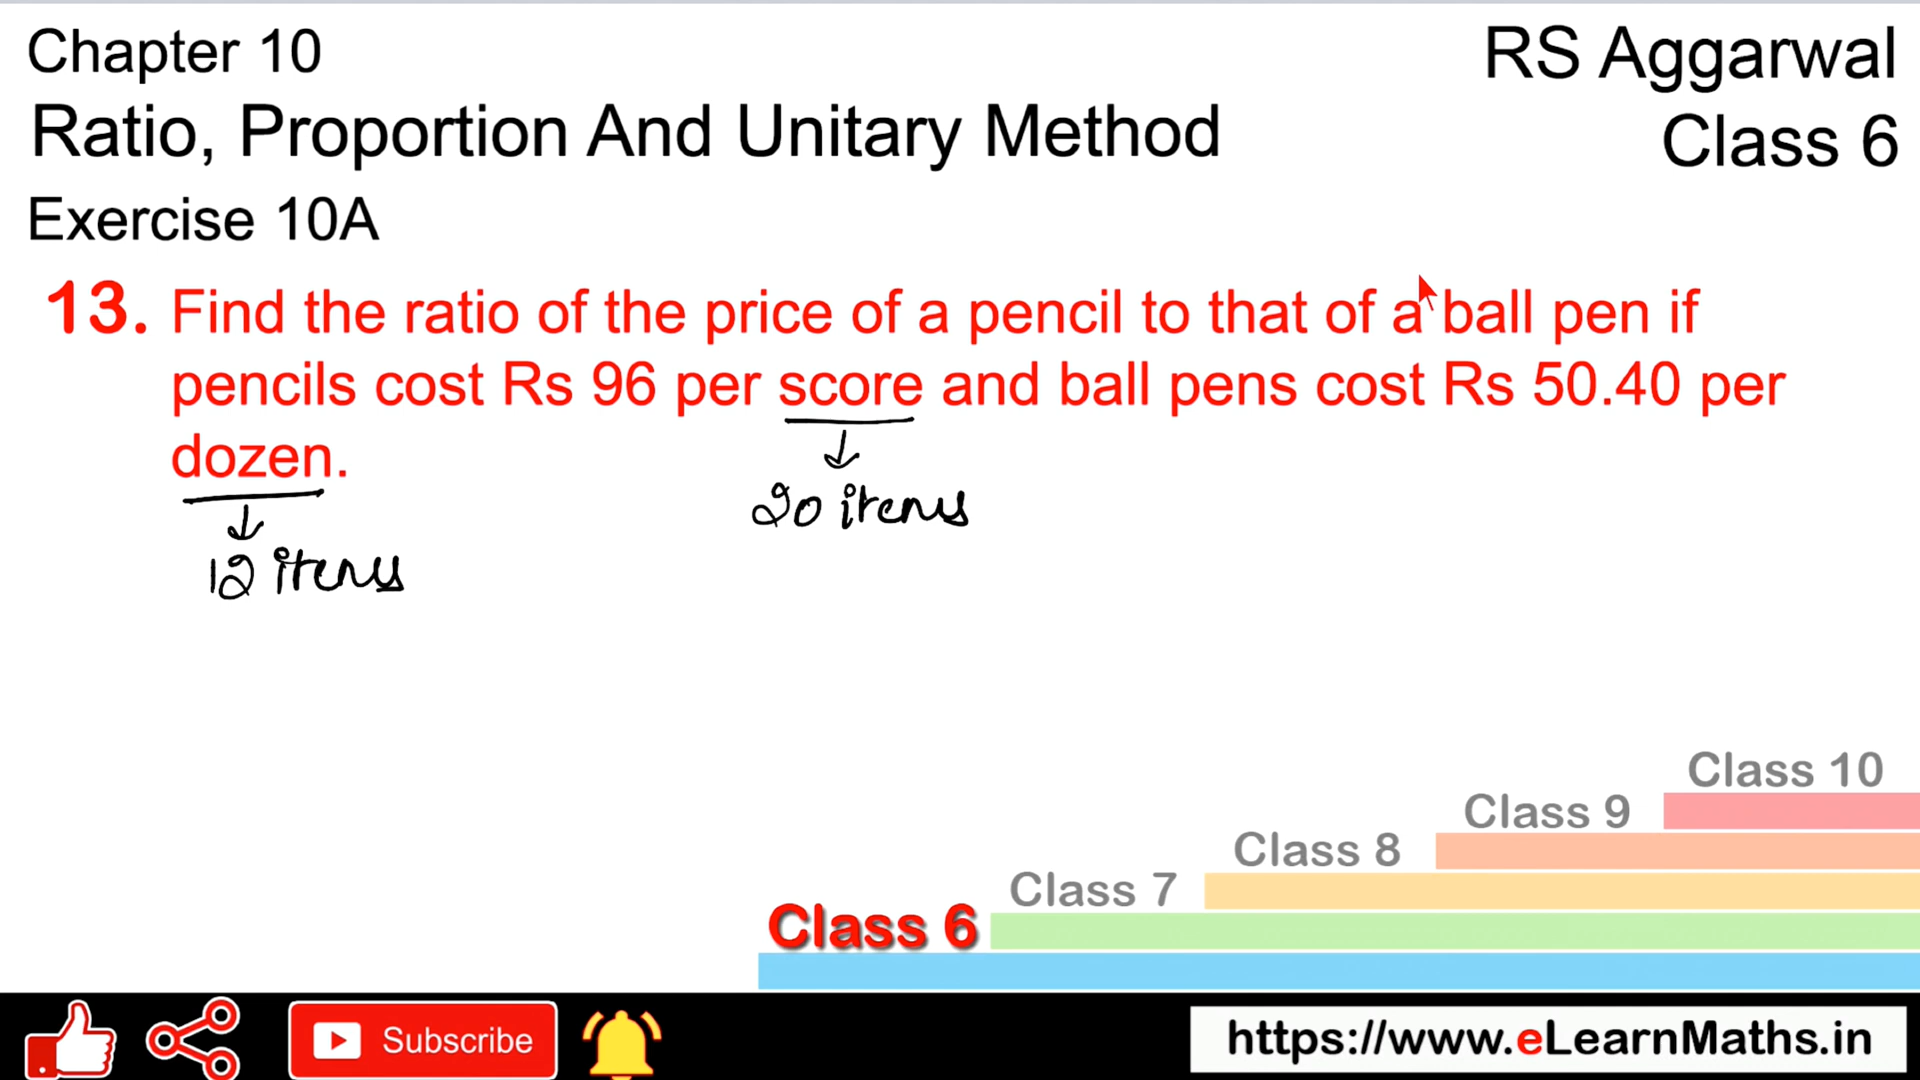 Chapter 10
RS Aggarwal
Ratio, Proportion And Unitary Method
Class 6
Exercise 10A
13. Find the ratio of the price of a pencil to that of a ball pen if
pencils cost Rs 96 per score and ball pens cost Rs 50.40 per
dozen.
20 items
12 items
Class 10
Class 9
Class 8
Class 7
Class 6
Subscribe
https://www.eLearnMaths.in